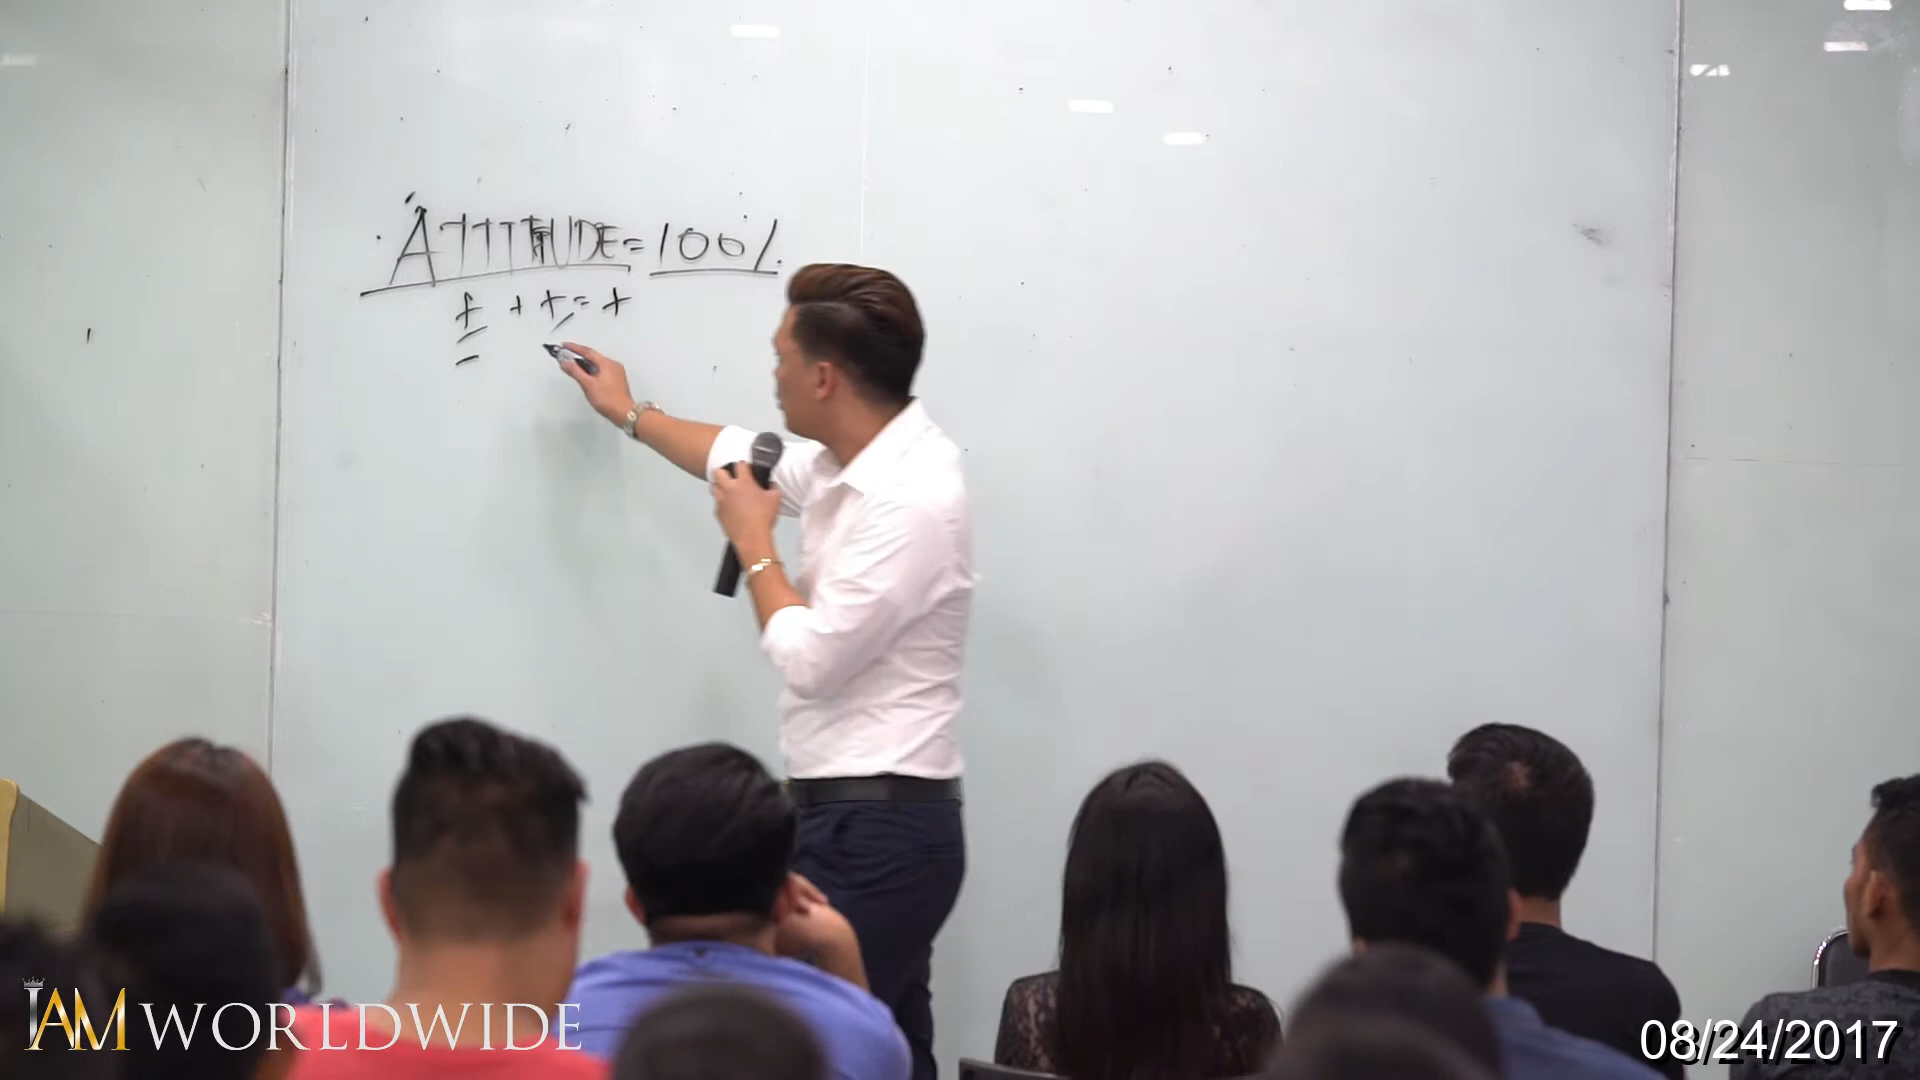 ATTITUDE = 100%
+ + + = +
-
IAM WORLDWIDE
08/24/2017